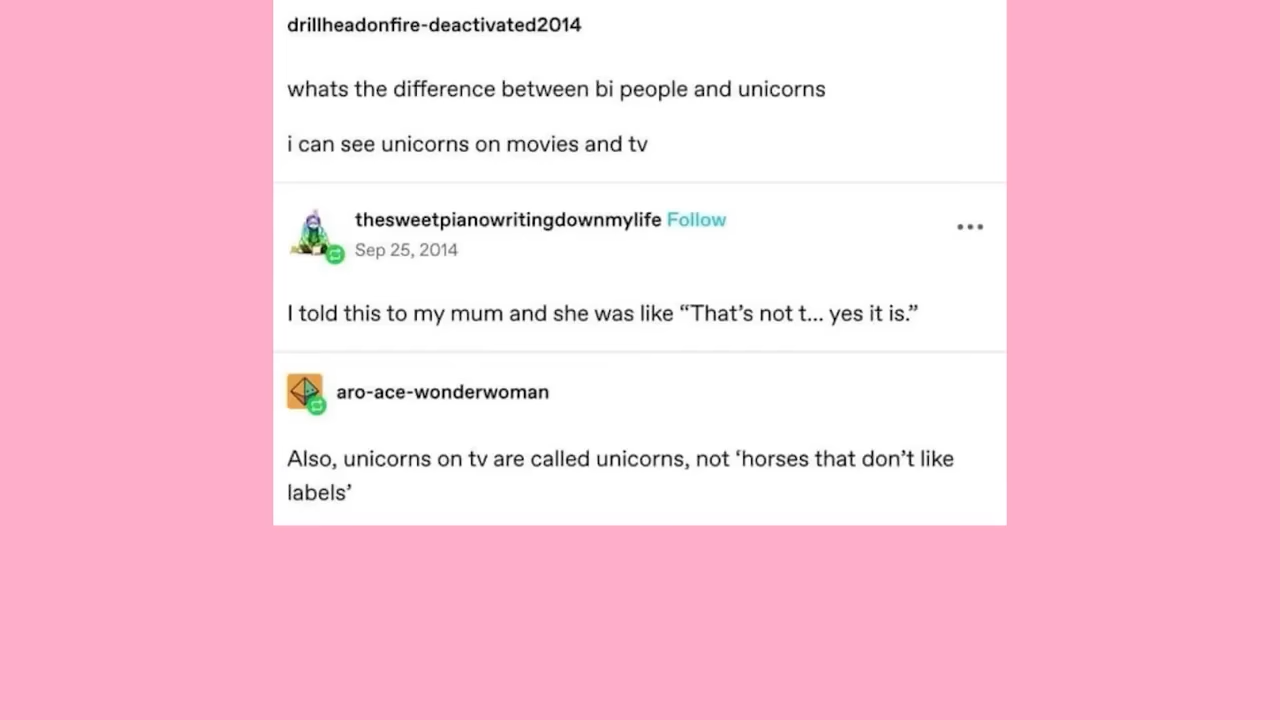 drillheadonfire-deactivated2014
whats the difference between bi people and unicorns
i can see unicorns on movies and tv
thesweetpianowritingdownmylife Follow
Sep 25, 2014
I told this to my mum and she was like “That’s not t... yes it is.”
aro-ace-wonderwoman
Also, unicorns on tv are called unicorns, not ‘horses that don’t like
labels’